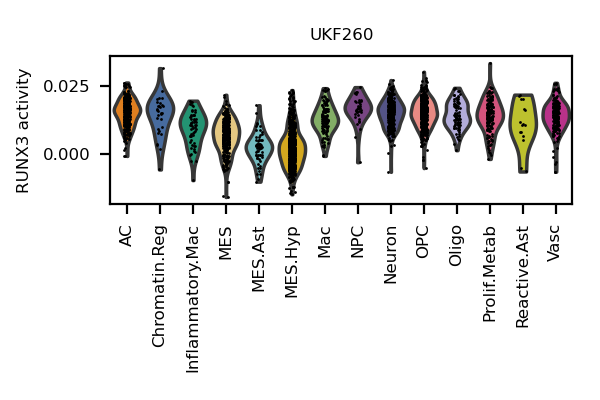 UKF260
RUNX3 activity
0.025
0.000
AC
Chromatin.Reg
Inflammatory.Mac
MES
MES.Ast
MES.Hyp
Mac
NPC
Neuron
OPC
Oligo
Prolif.Metab
Reactive.Ast
Vasc